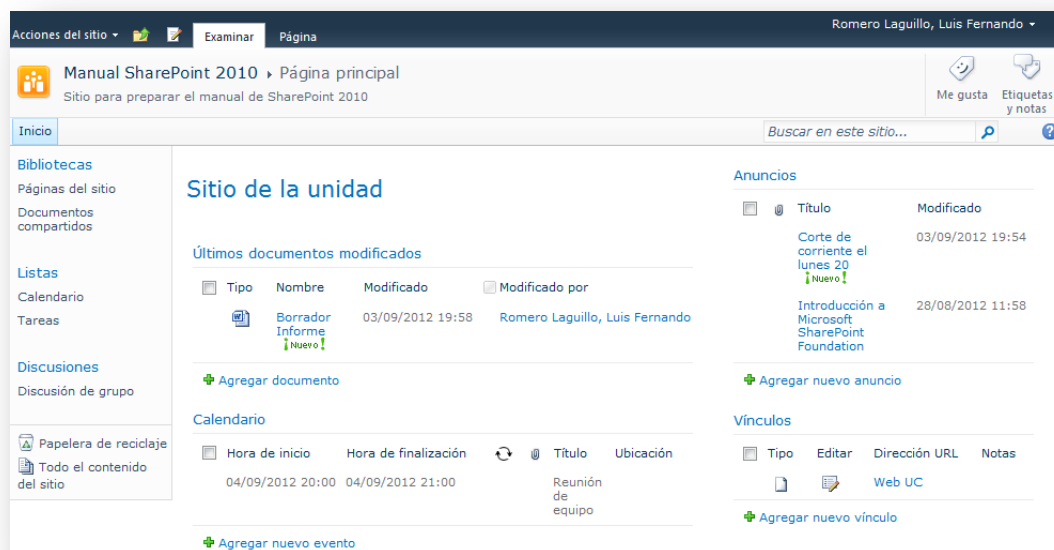 Romero Laguillo, Luis Fernando
Acciones del sitio
Examinar
Página
Manual SharePoint 2010 ▸ Página principal
Sitio para preparar el manual de SharePoint 2010
Me gusta
Etiquetas
y notas
Inicio
Buscar en este sitio...
Bibliotecas
Páginas del sitio
Documentos
compartidos
Listas
Calendario
Tareas
Discusiones
Discusión de grupo
Papelera de reciclaje
Todo el contenido
del sitio
Sitio de la unidad
Últimos documentos modificados
Tipo Nombre Modificado Modificado por
Borrador 03/09/2012 19:58 Romero Laguillo, Luis Fernando
Informe
¡Nuevo!
Agregar documento
Calendario
Hora de inicio Hora de finalización Título Ubicación
04/09/2012 20:00 04/09/2012 21:00 Reunión
de
equipo
Agregar nuevo evento
Anuncios
Título Modificado
Corte de 03/09/2012 19:54
corriente el
lunes 20
¡Nuevo!
Introducción a 28/08/2012 11:58
Microsoft
SharePoint
Foundation
Agregar nuevo anuncio
Vínculos
Tipo Editar Dirección URL Notas
Web UC
Agregar nuevo vínculo